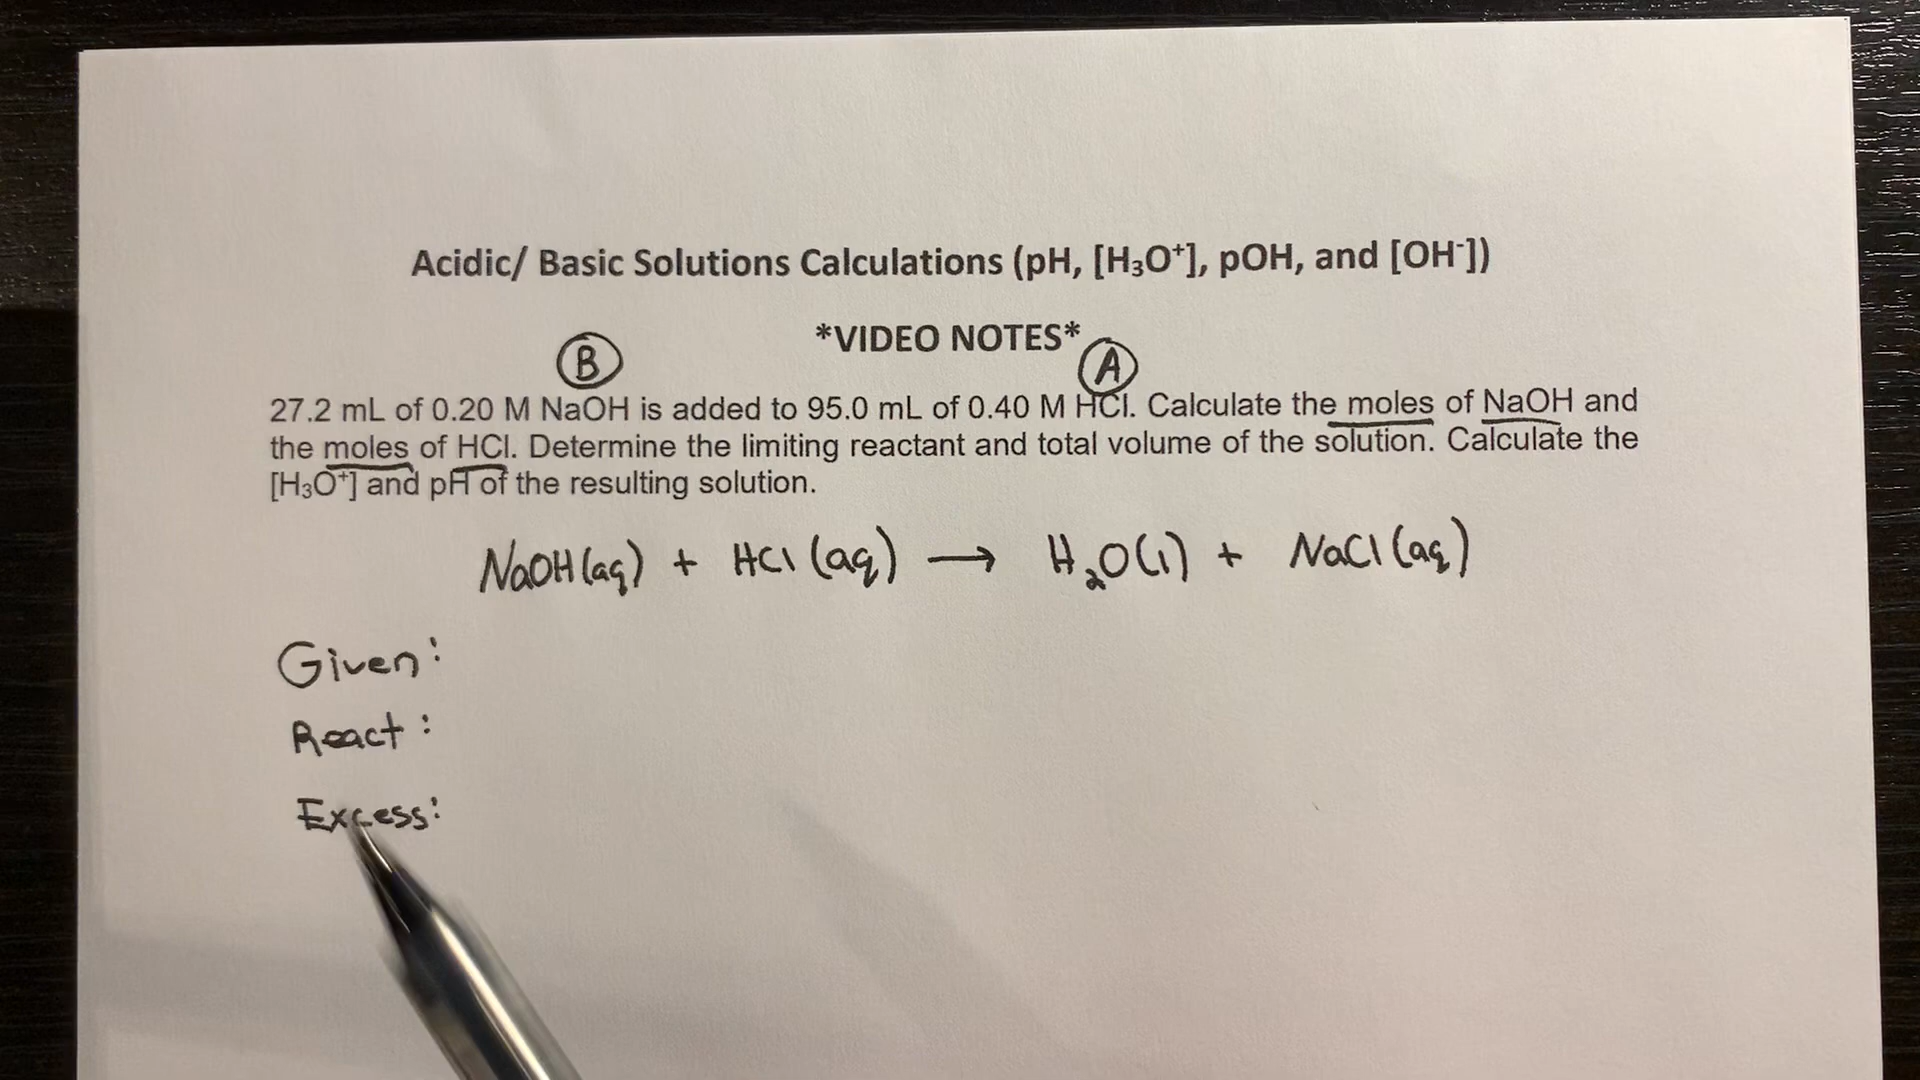 Acidic/ Basic Solutions Calculations (pH, [H₃O⁺], pOH, and [OH⁻])
*VIDEO NOTES*
B A
27.2 mL of 0.20 M NaOH is added to 95.0 mL of 0.40 M HCl. Calculate the moles of NaOH and
the moles of HCl. Determine the limiting reactant and total volume of the solution. Calculate the
[H₃O⁺] and pH of the resulting solution.
NaOH(aq) + HCl(aq) → H₂O(l) + NaCl(aq)
Given:
React:
Excess: